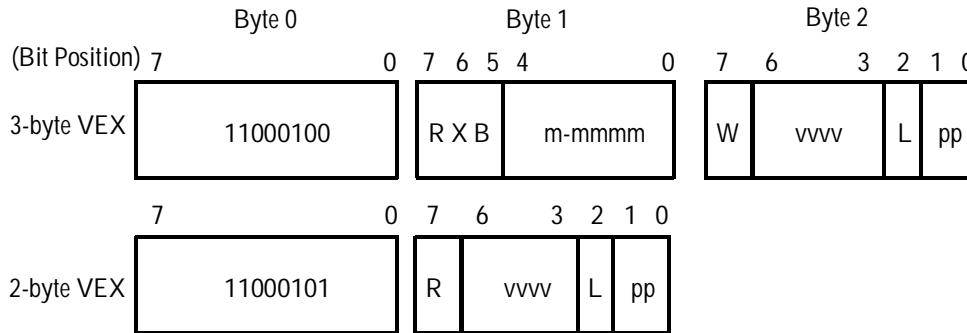 Byte 0 Byte 1 Byte 2
(Bit Position) 7 0 7 6 5 4 0 7 6 3 2 1 0
3-byte VEX 11000100 R X B m-mmmm W vvvv L pp
7 0 7 6 3 2 1 0
2-byte VEX 11000101 R vvvv L pp